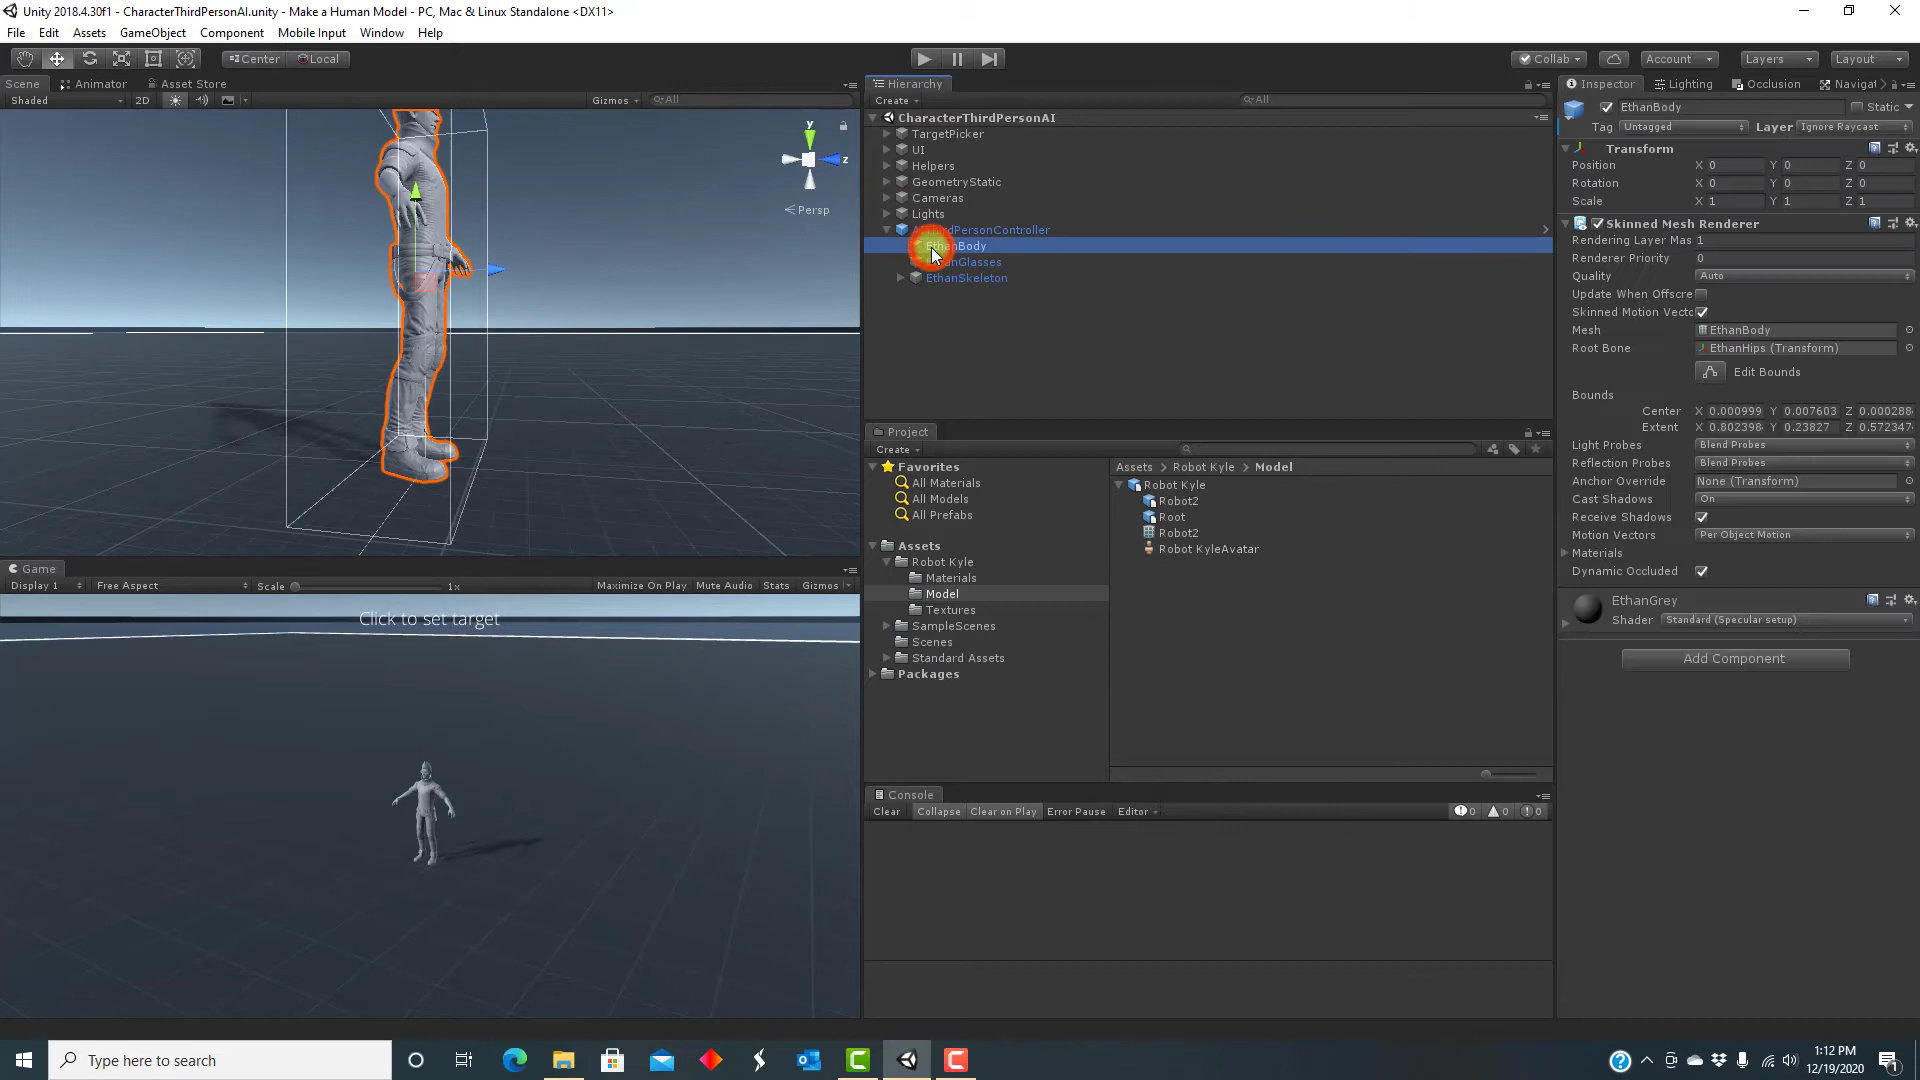 Unity 2018.4.30f1 - CharacterThirdPersonAI.unity - Make a Human Model - PC, Mac & Linux Standalone <DX11>
File Edit Assets GameObject Component Mobile Input Window Help
Center Local
Collab Account Layers Layout
Scene Animator Asset Store
Shaded 2D Gizmos All
y
z
Persp
Hierarchy
Create All
CharacterThirdPersonAI
TargetPicker
UI
Helpers
GeometryStatic
Cameras
Lights
EthanBody
EthanSkeleton
Inspector Lighting Occlusion
EthanBody Static
Tag Untagged Layer Ignore Raycast
Transform
Position X 0 Y 0 Z 0
Rotation X 0 Y 0 Z 0
Scale X 1 Y 1 Z 1
Skinned Mesh Renderer
Rendering Layer Mas 1
Renderer Priority 0
Quality Auto
Update When Offscre
Skinned Motion Vectc
Mesh EthanBody
Root Bone EthanHips (Transform)
Edit Bounds
Bounds
Center X 0.000999 Y 0.007603 Z 0.000288
Extent X 0.802398 Y 0.23827 Z 0.572347
Light Probes Blend Probes
Reflection Probes Blend Probes
Anchor Override None (Transform)
Cast Shadows On
Receive Shadows
Motion Vectors Per Object Motion
Materials
Dynamic Occluded
EthanGrey
Shader Standard (Specular setup)
Add Component
Project
Create
Favorites
All Materials
All Models
All Prefabs
Assets
Robot Kyle
Materials
Model
Textures
SampleScenes
Scenes
Standard Assets
Packages
Assets > Robot Kyle > Model
Robot Kyle
Robot2
Root
Robot2
Robot KyleAvatar
Game
Display 1 Free Aspect Scale 1x Maximize On Play Mute Audio Stats Gizmos
Click to set target
Console
Clear Collapse Clear on Play Error Pause Editor 0 0 0
Type here to search
1:12 PM
12/19/2020
1